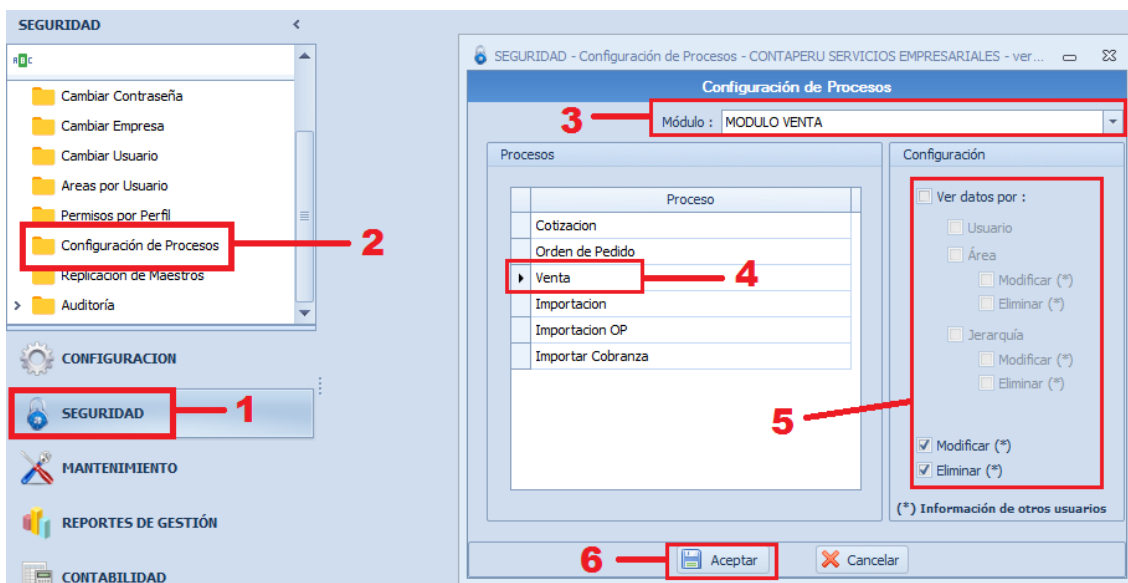 SEGURIDAD
ABC
Cambiar Contraseña
Cambiar Empresa
Cambiar Usuario
Areas por Usuario
Permisos por Perfil
Configuración de Procesos
Replicacion de Maestros
Auditoría
2
CONFIGURACION
SEGURIDAD
1
MANTENIMIENTO
REPORTES DE GESTIÓN
CONTABILIDAD
SEGURIDAD - Configuración de Procesos - CONTAPERU SERVICIOS EMPRESARIALES - ver...
Configuración de Procesos
3
Módulo : MODULO VENTA
Procesos
Proceso
Cotizacion
Orden de Pedido
Venta
4
Importacion
Importacion OP
Importar Cobranza
Configuración
Ver datos por :
Usuario
Área
Modificar (*)
Eliminar (*)
Jerarquía
Modificar (*)
Eliminar (*)
5
Modificar (*)
Eliminar (*)
(*) Información de otros usuarios
6
Aceptar
Cancelar